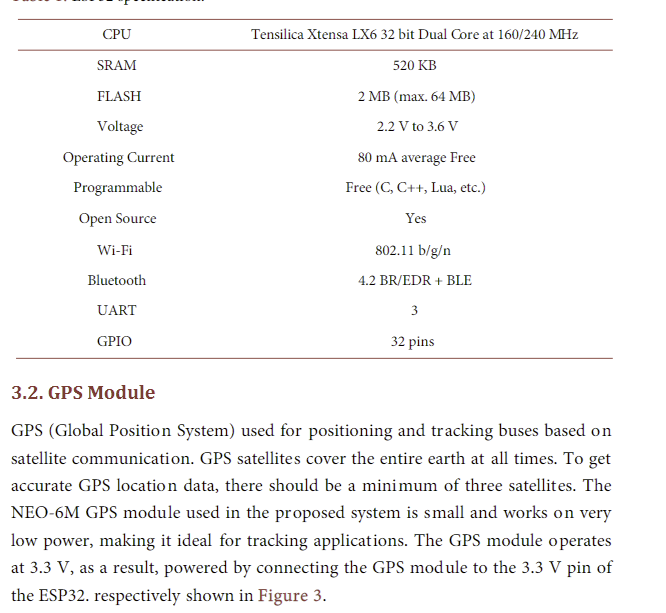 CPU Tensilica Xtensa LX6 32 bit Dual Core at 160/240 MHz
SRAM 520 KB
FLASH 2 MB (max. 64 MB)
Voltage 2.2 V to 3.6 V
Operating Current 80 mA average Free
Programmable Free (C, C++, Lua, etc.)
Open Source Yes
Wi-Fi 802.11 b/g/n
Bluetooth 4.2 BR/EDR + BLE
UART 3
GPIO 32 pins
3.2. GPS Module
GPS (Global Position System) used for positioning and tracking buses based on
satellite communication. GPS satellites cover the entire earth at all times. To get
accurate GPS location data, there should be a minimum of three satellites. The
NEO-6M GPS module used in the proposed system is small and works on very
low power, making it ideal for tracking applications. The GPS module operates
at 3.3 V, as a result, powered by connecting the GPS module to the 3.3 V pin of
the ESP32. respectively shown in Figure 3.